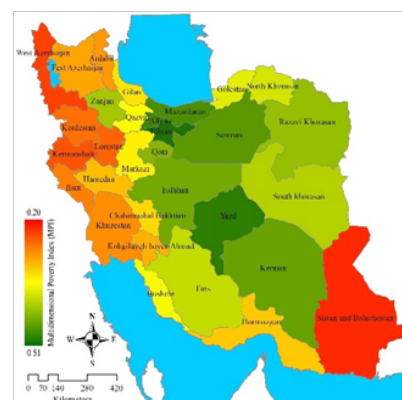 West Azerbaijan
East Azerbaijan
Ardabil
Gilan
Zanjan
Qazvin
Mazandaran
Alborz
Tehran
Golestan
North Khorasan
Razavi Khorasan
Semnan
Kordestan
Kermanshah
Lorestan
Hamedan
Markazi
Qom
Ilam
Isfahan
Yazd
South Khorasan
Chaharmahal Bakhtiari
Khuzestan
Kohgiluyeh boyer Ahmad
Fars
Kerman
Bushehr
Hormozgan
Sistan and Baluchestan
0.20
Multidimensional Poverty Index (MPI)
0.51
N
W E
S
0 70 140 280 420
Kilometers